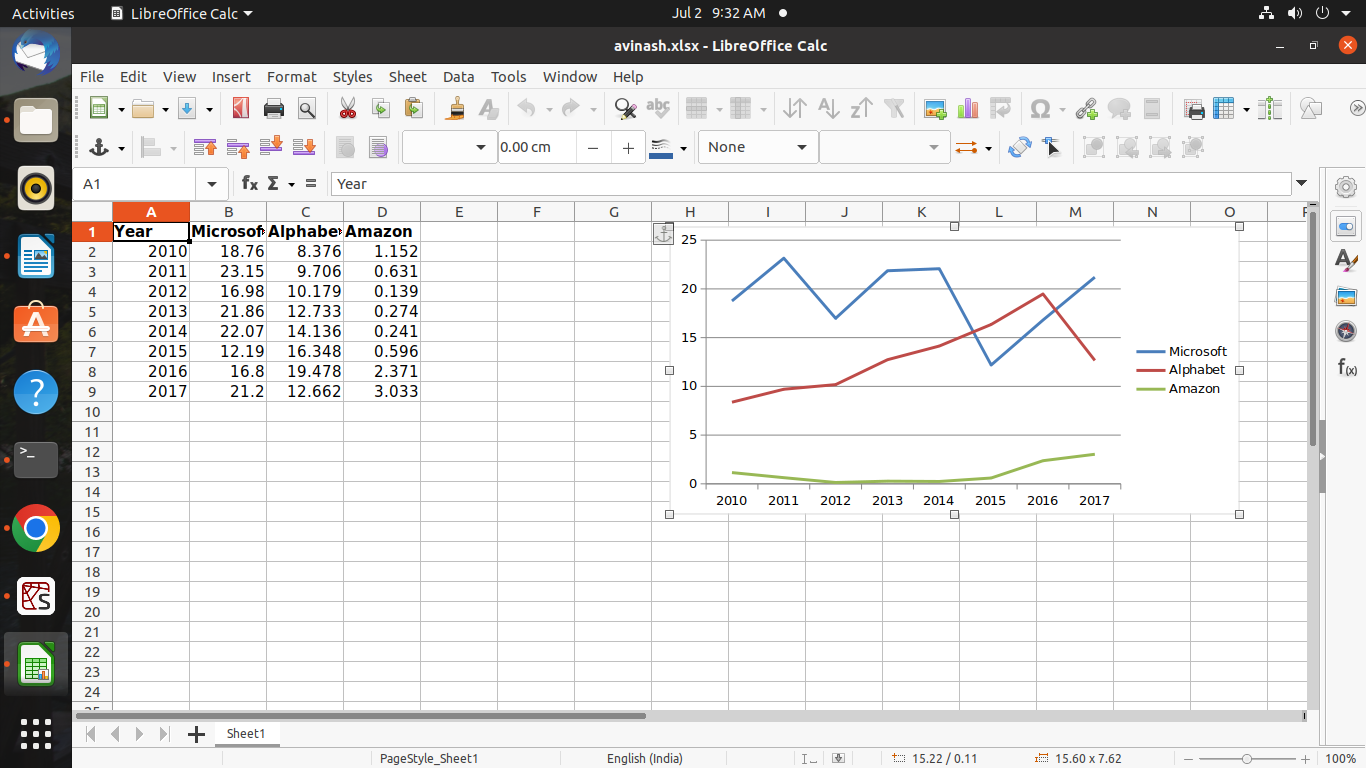 Activities LibreOffice Calc Jul 2 9:32 AM
avinash.xlsx - LibreOffice Calc
File Edit View Insert Format Styles Sheet Data Tools Window Help
0.00 cm None
A1 Year
A B C D E F G H I J K L M N O
1 Year Microsof Alphabe Amazon
2 2010 18.76 8.376 1.152
3 2011 23.15 9.706 0.631
4 2012 16.98 10.179 0.139
5 2013 21.86 12.733 0.274
6 2014 22.07 14.136 0.241
7 2015 12.19 16.348 0.596
8 2016 16.8 19.478 2.371
9 2017 21.2 12.662 3.033
10
11
12
13
14
15
16
17
18
19
20
21
22
23
24
25
20
15
10
5
0
2010 2011 2012 2013 2014 2015 2016 2017
Microsoft
Alphabet
Amazon
Sheet1
PageStyle_Sheet1 English (India) 15.22 / 0.11 15.60 x 7.62 100%